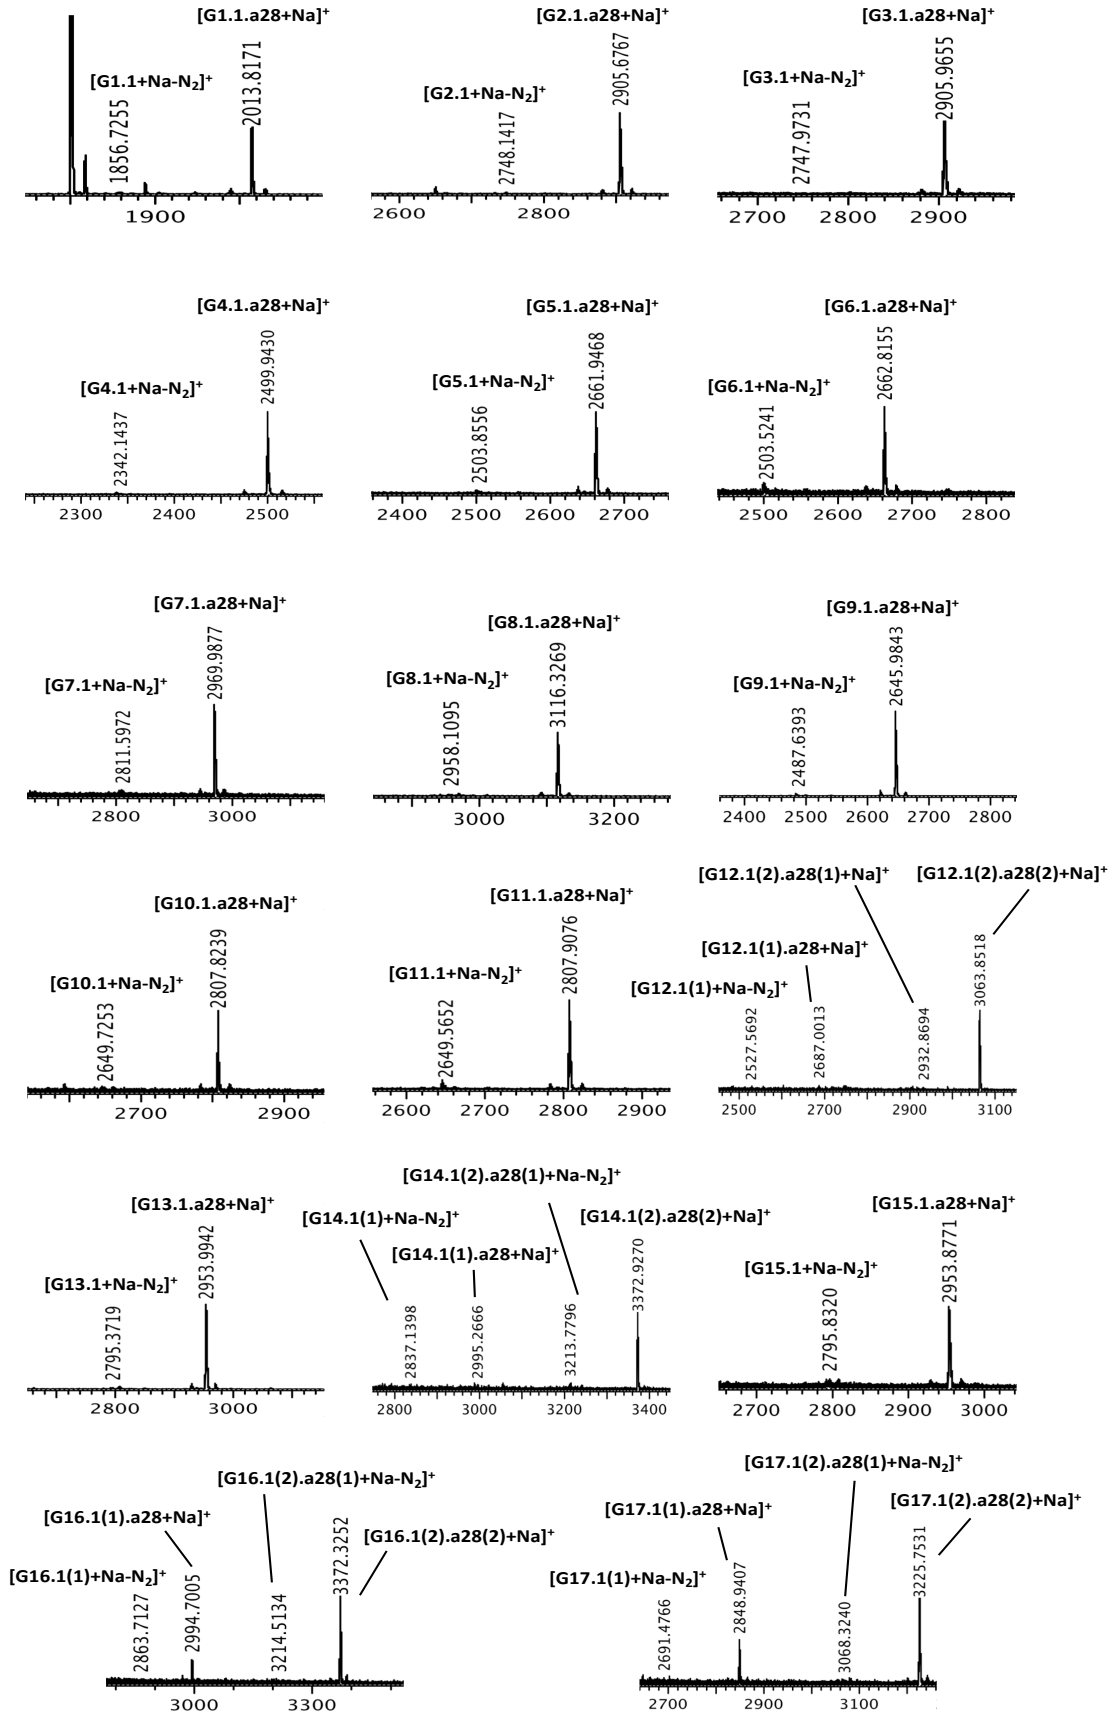 [G1.1.a28+Na]⁺
[G1.1+Na-N₂]⁺
1856.7255
2013.8171
1900
[G2.1.a28+Na]⁺
[G2.1+Na-N₂]⁺
2748.1417
2905.6767
2600 2800
[G3.1.a28+Na]⁺
[G3.1+Na-N₂]⁺
2747.9731
2905.9655
2700 2800 2900
[G4.1.a28+Na]⁺
[G4.1+Na-N₂]⁺
2342.1437
2499.9430
2300 2400 2500
[G5.1.a28+Na]⁺
[G5.1+Na-N₂]⁺
2503.8556
2661.9468
2400 2500 2600 2700
[G6.1.a28+Na]⁺
[G6.1+Na-N₂]⁺
2503.5241
2662.8155
2500 2600 2700 2800
[G7.1.a28+Na]⁺
[G7.1+Na-N₂]⁺
2811.5972
2969.9877
2800 3000
[G8.1.a28+Na]⁺
[G8.1+Na-N₂]⁺
2958.1095
3116.3269
3000 3200
[G9.1.a28+Na]⁺
[G9.1+Na-N₂]⁺
2487.6393
2645.9843
2400 2500 2600 2700 2800
[G10.1.a28+Na]⁺
[G10.1+Na-N₂]⁺
2649.7253
2807.8239
2700 2900
[G11.1.a28+Na]⁺
[G11.1+Na-N₂]⁺
2649.5652
2807.9076
2600 2700 2800 2900
[G12.1(2).a28(1)+Na]⁺ [G12.1(2).a28(2)+Na]⁺
[G12.1(1).a28+Na]⁺
[G12.1(1)+Na-N₂]⁺
2527.5692
2687.0013
2932.8694
3063.8518
2500 2700 2900 3100
[G13.1.a28+Na]⁺
[G13.1+Na-N₂]⁺
2795.3719
2953.9942
2800 3000
[G14.1(2).a28(1)+Na-N₂]⁺
[G14.1(1)+Na-N₂]⁺ [G14.1(2).a28(2)+Na]⁺
[G14.1(1).a28+Na]⁺
2837.1398
2995.2666
3213.7796
3372.9270
2800 3000 3200 3400
[G15.1.a28+Na]⁺
[G15.1+Na-N₂]⁺
2795.8320
2953.8771
2700 2800 2900 3000
[G16.1(2).a28(1)+Na-N₂]⁺
[G16.1(1).a28+Na]⁺
[G16.1(2).a28(2)+Na]⁺
[G16.1(1)+Na-N₂]⁺
2863.7127
2994.7005
3214.5134
3372.3252
3000 3300
[G17.1(2).a28(1)+Na-N₂]⁺
[G17.1(1).a28+Na]⁺ [G17.1(2).a28(2)+Na]⁺
[G17.1(1)+Na-N₂]⁺
2691.4766
2848.9407
3068.3240
3225.7531
2700 2900 3100